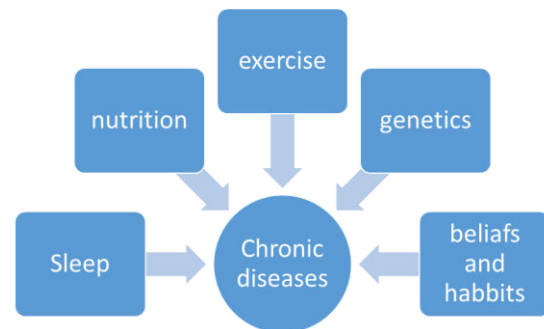 exercise
nutrition
genetics
Sleep
Chronic
diseases
beliafs
and
habbits